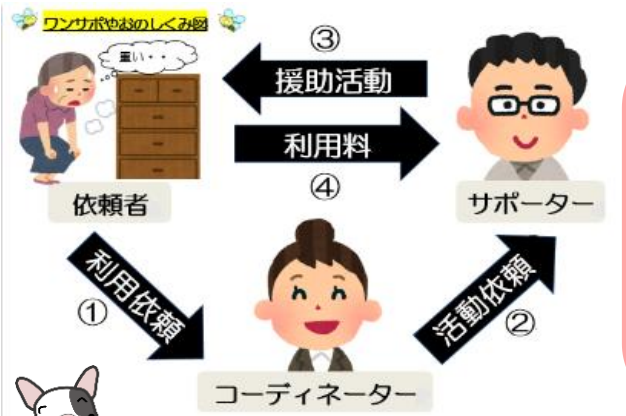 ワンサポやおのしくみ図
重い・・
③
援助活動
利用料
④
依頼者
サポーター
利用依頼
①
活動依頼
②
コーディネーター